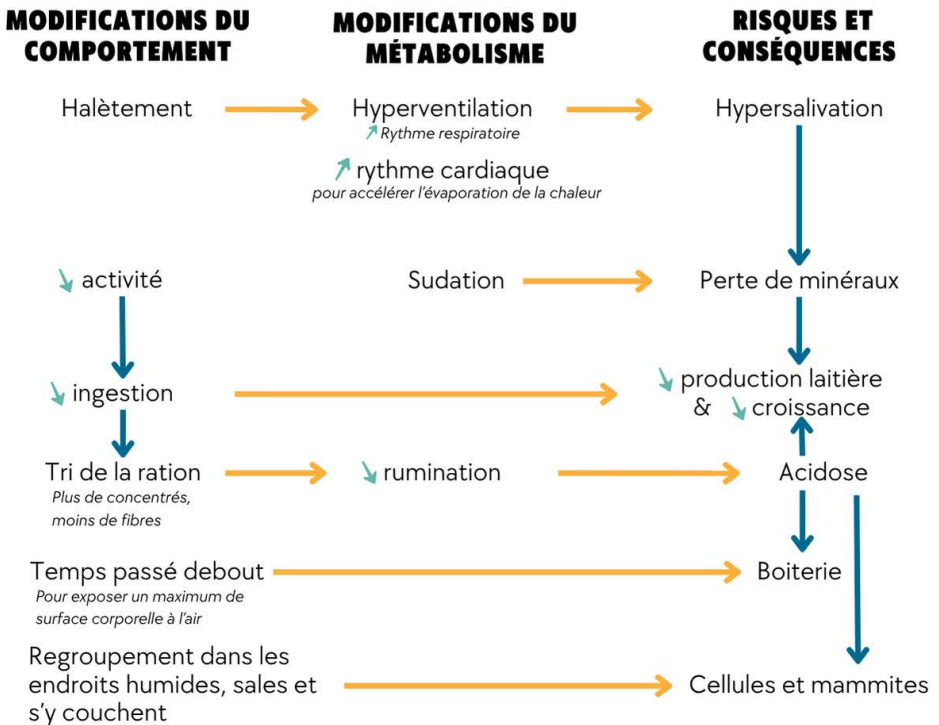 MODIFICATIONS DU
COMPORTEMENT
MODIFICATIONS DU
MÉTABOLISME
RISQUES ET
CONSÉQUENCES
Halètement
Hyperventilation
Rythme respiratoire
rythme cardiaque
pour accélérer l'évaporation de la chaleur
Hypersalivation
activité
Sudation
Perte de minéraux
ingestion
production laitière
& croissance
Tri de la ration
Plus de concentrés,
moins de fibres
rumination
Acidose
Temps passé debout
Pour exposer un maximum de
surface corporelle à l'air
Boiterie
Regroupement dans les
endroits humides, sales et
s'y couchent
Cellules et mammites